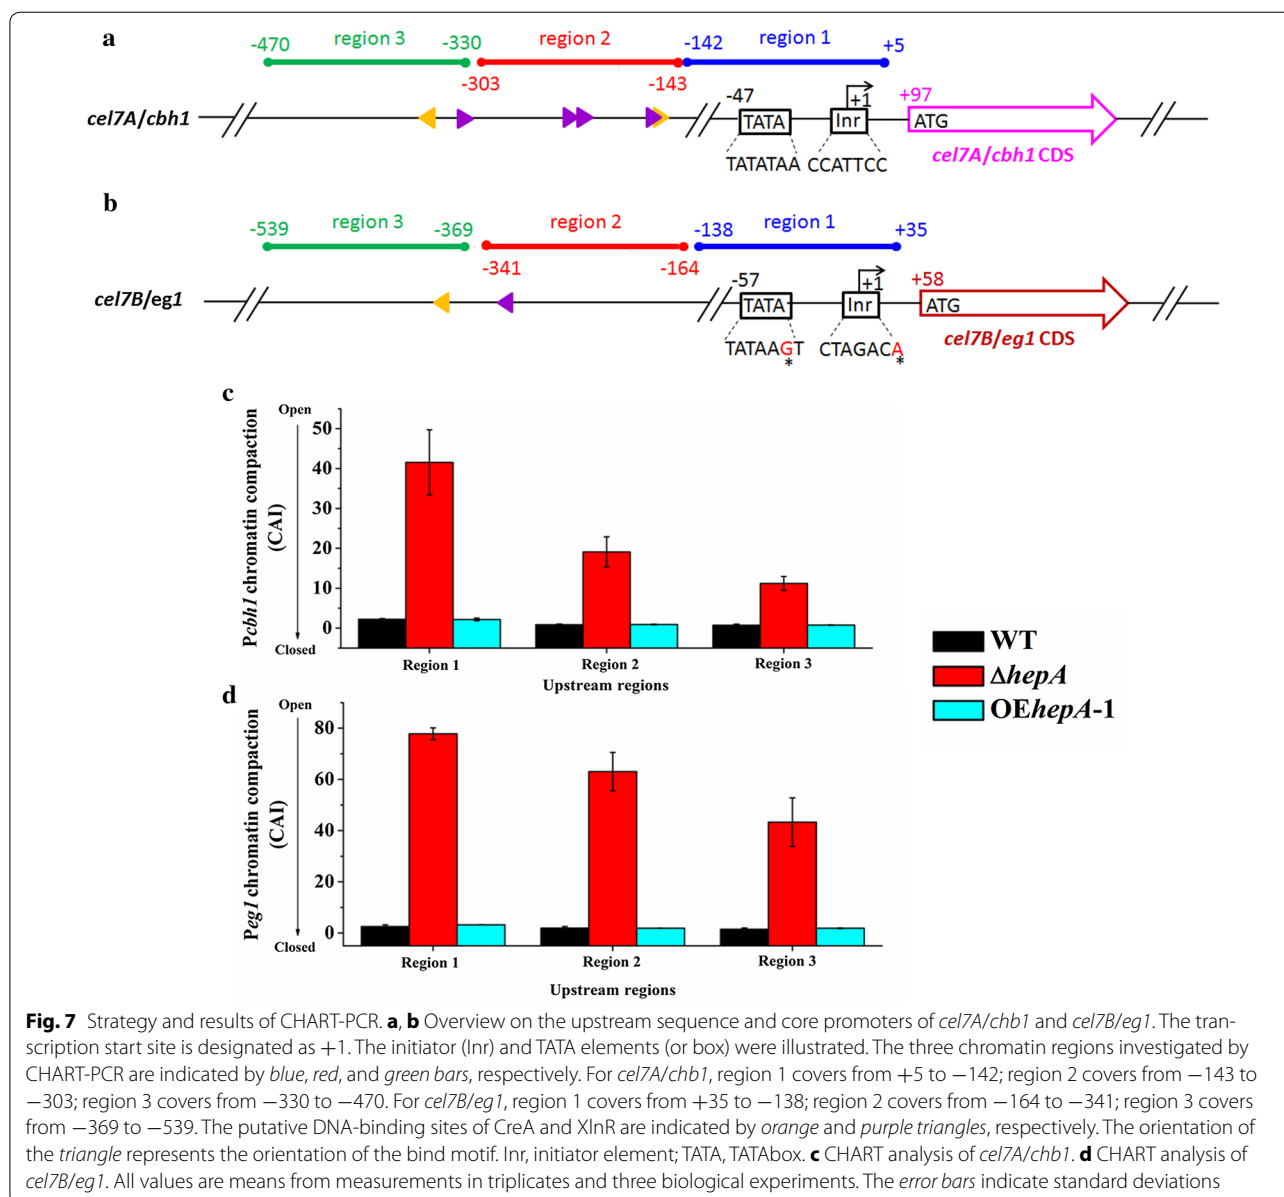 a
region 3
region 2
region 1
-470
-330
-142
+5
-303
-143
-47
+1
+97
cel7A/cbh1
TATA
Inr
ATG
TATATAA
CCATTCC
cel7A/cbh1 CDS
b
region 3
region 2
region 1
-539
-369
-138
+35
-341
-164
-57
+1
+58
cel7B/eg1
TATA
Inr
ATG
TATAAGT
CTAGACA
*
*
cel7B/eg1 CDS
c
Open
Closed
Pcbh1 chromatin compaction
(CAI)
50
40
30
20
10
0
Region 1
Region 2
Region 3
Upstream regions
WT
ΔhepA
OEhepA-1
d
Open
Closed
Peg1 chromatin compaction
(CAI)
80
60
40
20
0
Region 1
Region 2
Region 3
Upstream regions
Fig. 7 Strategy and results of CHART-PCR. a, b Overview on the upstream sequence and core promoters of cel7A/chb1 and cel7B/eg1. The tran-
scription start site is designated as +1. The initiator (Inr) and TATA elements (or box) were illustrated. The three chromatin regions investigated by
CHART-PCR are indicated by blue, red, and green bars, respectively. For cel7A/chb1, region 1 covers from +5 to −142; region 2 covers from −143 to
−303; region 3 covers from −330 to −470. For cel7B/eg1, region 1 covers from +35 to −138; region 2 covers from −164 to −341; region 3 covers
from −369 to −539. The putative DNA-binding sites of CreA and XlnR are indicated by orange and purple triangles, respectively. The orientation of
the triangle represents the orientation of the bind motif. Inr, initiator element; TATA, TATAbox. c CHART analysis of cel7A/chb1. d CHART analysis of
cel7B/eg1. All values are means from measurements in triplicates and three biological experiments. The error bars indicate standard deviations